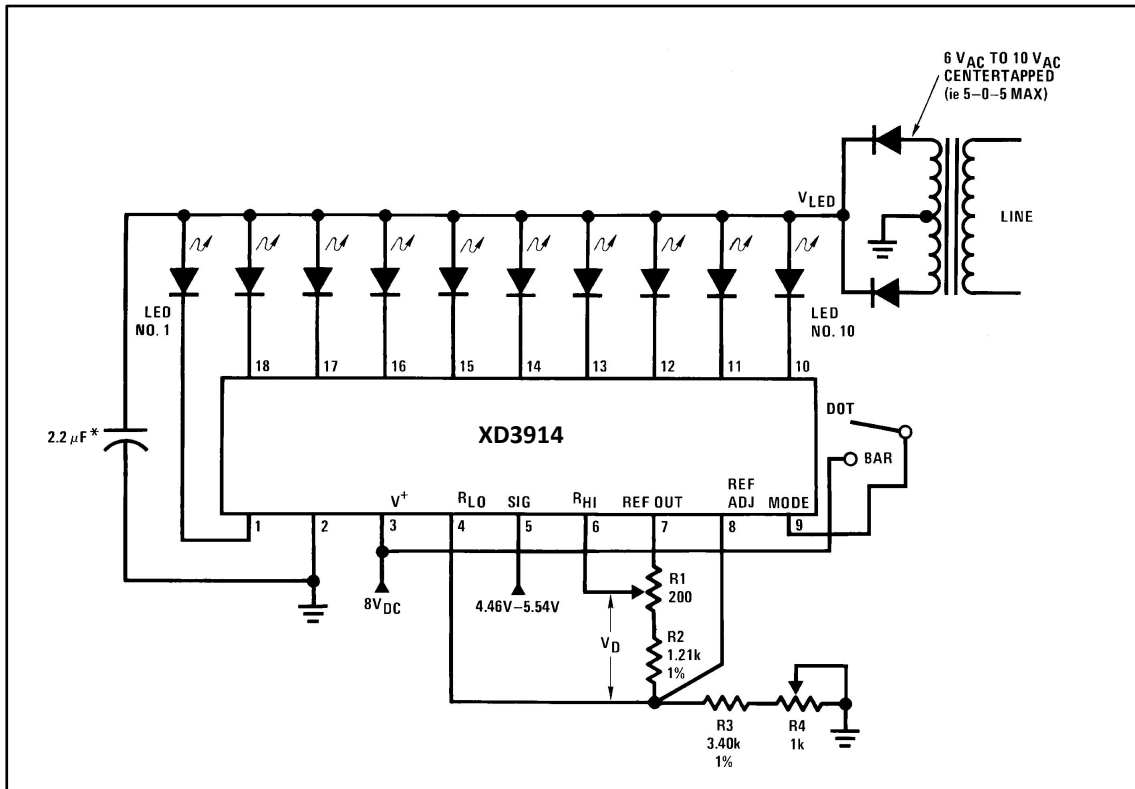 6 VAC TO 10 VAC
CENTERTAPPED
(ie 5–0–5 MAX)
VLED
LINE
LED
NO. 1
LED
NO. 10
18
17
16
15
14
13
12
11
10
2.2 µF*
XD3914
DOT
BAR
V+
RLO
SIG
RHI
REF OUT
REF
ADJ
MODE
1
2
3
4
5
6
7
8
9
8VDC
4.46V–5.54V
R1
200
VD
R2
1.21k
1%
R3
3.40k
1%
R4
1k